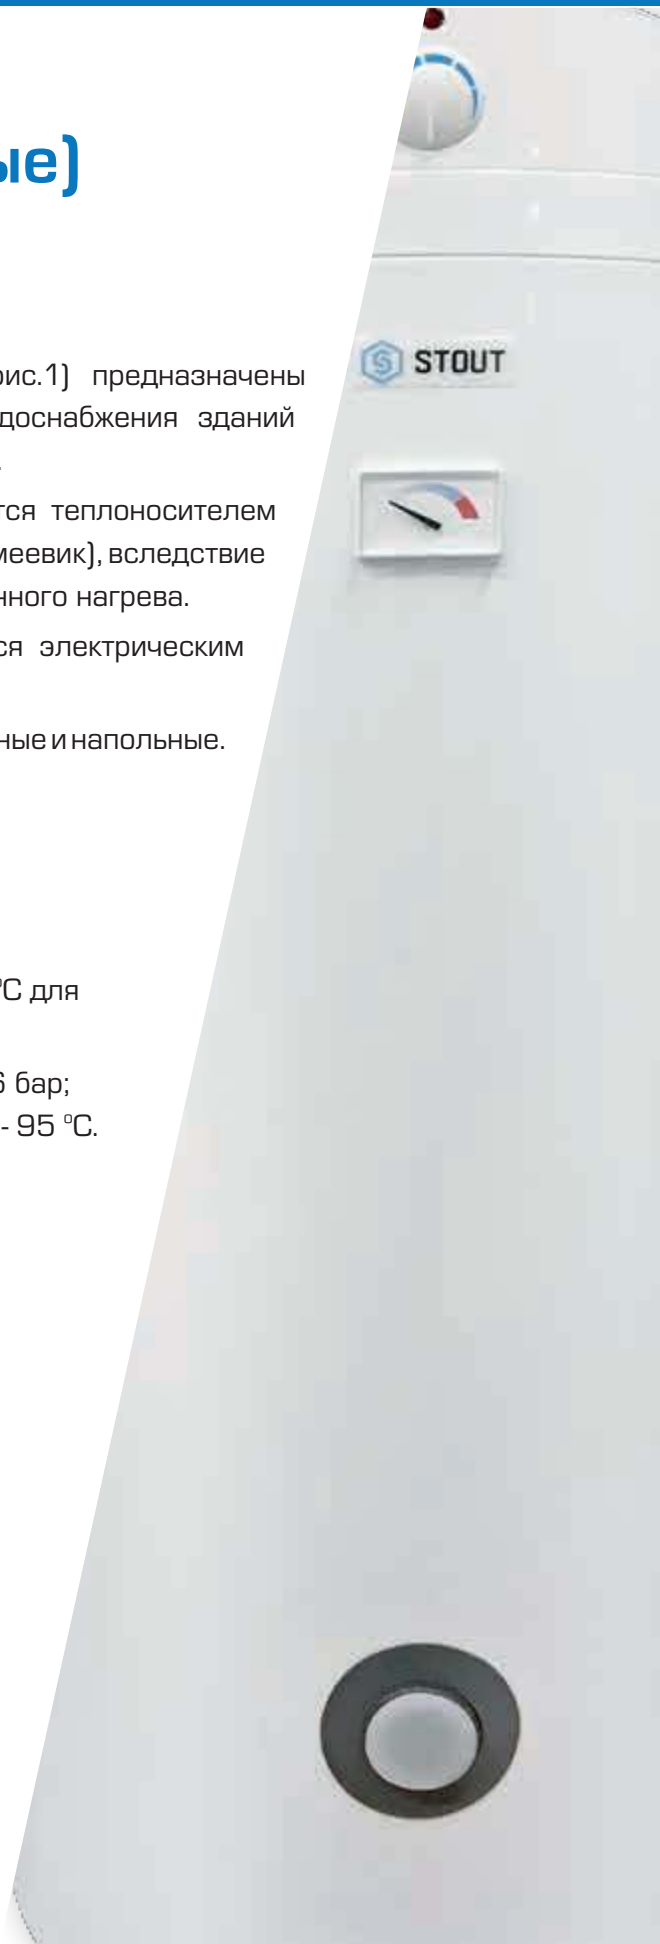 ые)
рис.1) предназначены
доснабжения зданий
тся теплоносителем
меевик), вследствие
нного нагрева.
ся электрическим
ные и напольные.
°C для
6 бар;
- 95 °C.
STOUT